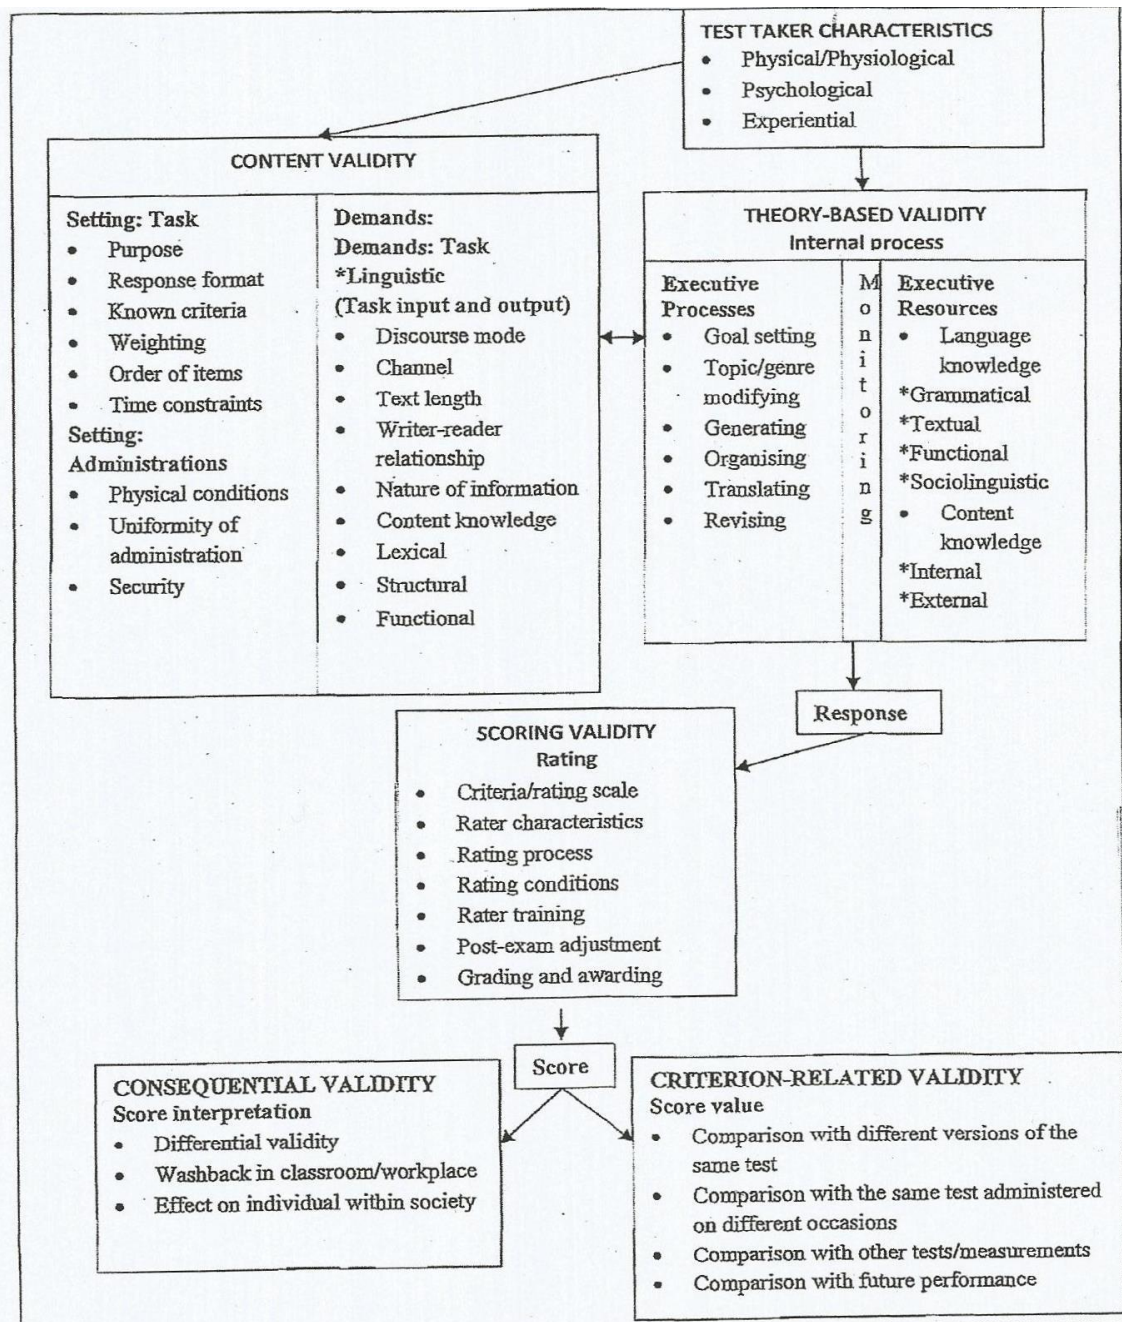 TEST TAKER CHARACTERISTICS
• Physical/Physiological
• Psychological
• Experiential
CONTENT VALIDITY
Setting: Task
• Purpose
• Response format
• Known criteria
• Weighting
• Order of items
• Time constraints
Setting:
Administrations
• Physical conditions
• Uniformity of
administration
• Security
Demands:
Demands: Task
*Linguistic
(Task input and output)
• Discourse mode
• Channel
• Text length
• Writer-reader
relationship
• Nature of information
• Content knowledge
• Lexical
• Structural
• Functional
THEORY-BASED VALIDITY
Internal process
Executive
Processes
• Goal setting
• Topic/genre
modifying
• Generating
• Organising
• Translating
• Revising
M
o
n
i
t
o
r
i
n
g
Executive
Resources
• Language
knowledge
*Grammatical
*Textual
*Functional
*Sociolinguistic
• Content
knowledge
*Internal
*External
Response
SCORING VALIDITY
Rating
• Criteria/rating scale
• Rater characteristics
• Rating process
• Rating conditions
• Rater training
• Post-exam adjustment
• Grading and awarding
Score
CONSEQUENTIAL VALIDITY
Score interpretation
• Differential validity
• Washback in classroom/workplace
• Effect on individual within society
CRITERION-RELATED VALIDITY
Score value
• Comparison with different versions of the
same test
• Comparison with the same test administered
on different occasions
• Comparison with other tests/measurements
• Comparison with future performance